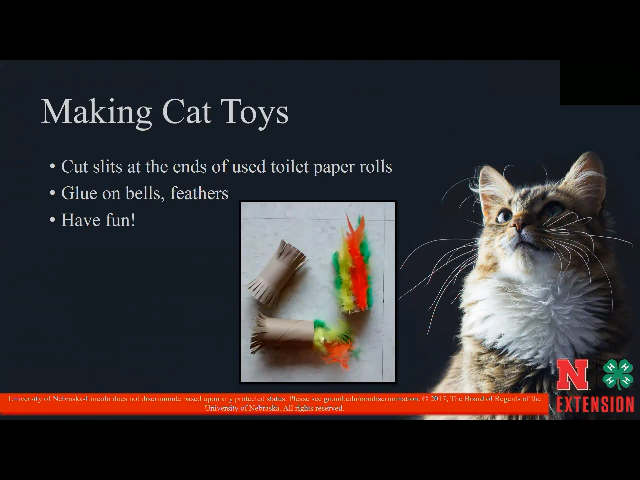 Making Cat Toys
• Cut slits at the ends of used toilet paper rolls
• Glue on bells, feathers
• Have fun!
University of Nebraska-Lincoln does not discriminate based upon any protected status. Please see go.unl.edu/nondiscrimination. © 2017, The Board of Regents of the
University of Nebraska. All rights reserved.
N H H H H
EXTENSION